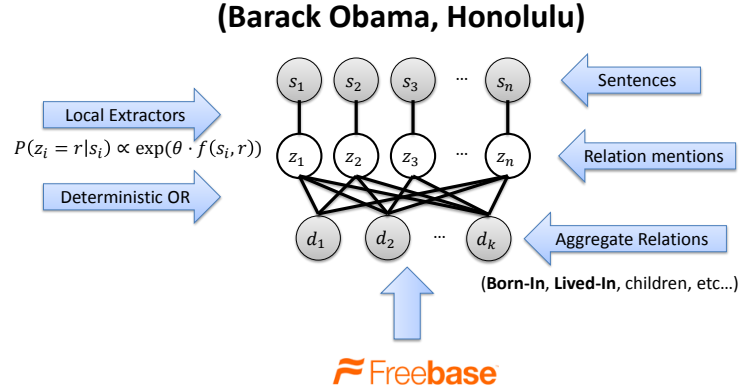 (Barack Obama, Honolulu)
s₁ s₂ s₃ ... sₙ
Sentences
Local Extractors
P(zᵢ = r|sᵢ) ∝ exp(θ · f(sᵢ, r))
z₁ z₂ z₃ ... zₙ
Relation mentions
Deterministic OR
d₁ d₂ ... dₖ
Aggregate Relations
(Born-In, Lived-In, children, etc…)
Freebase